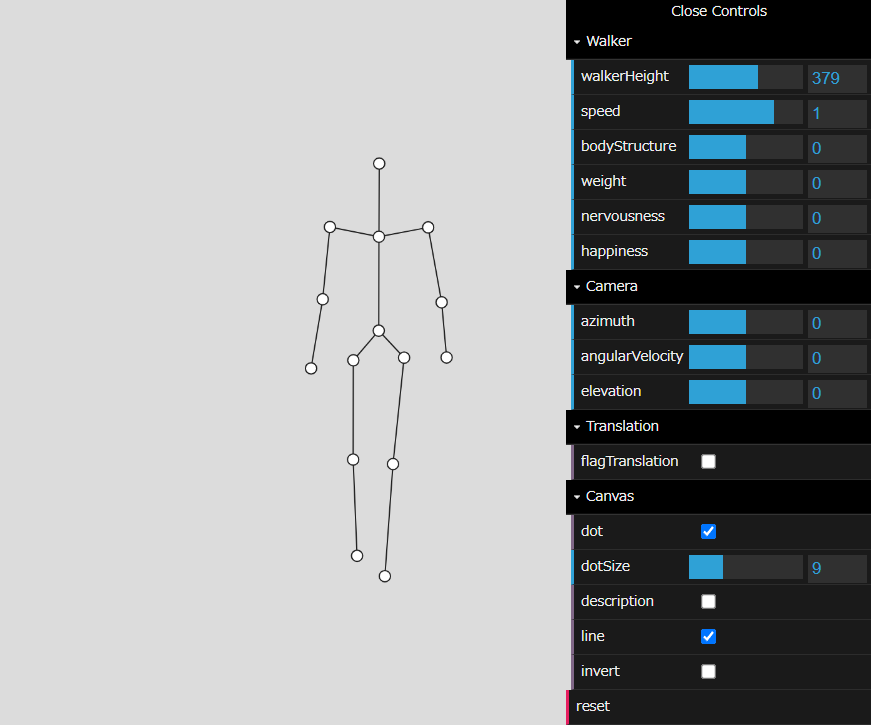 Close Controls
Walker
walkerHeight 379
speed 1
bodyStructure 0
weight 0
nervousness 0
happiness 0
Camera
azimuth 0
angularVelocity 0
elevation 0
Translation
flagTranslation
Canvas
dot
dotSize 9
description
line
invert
reset